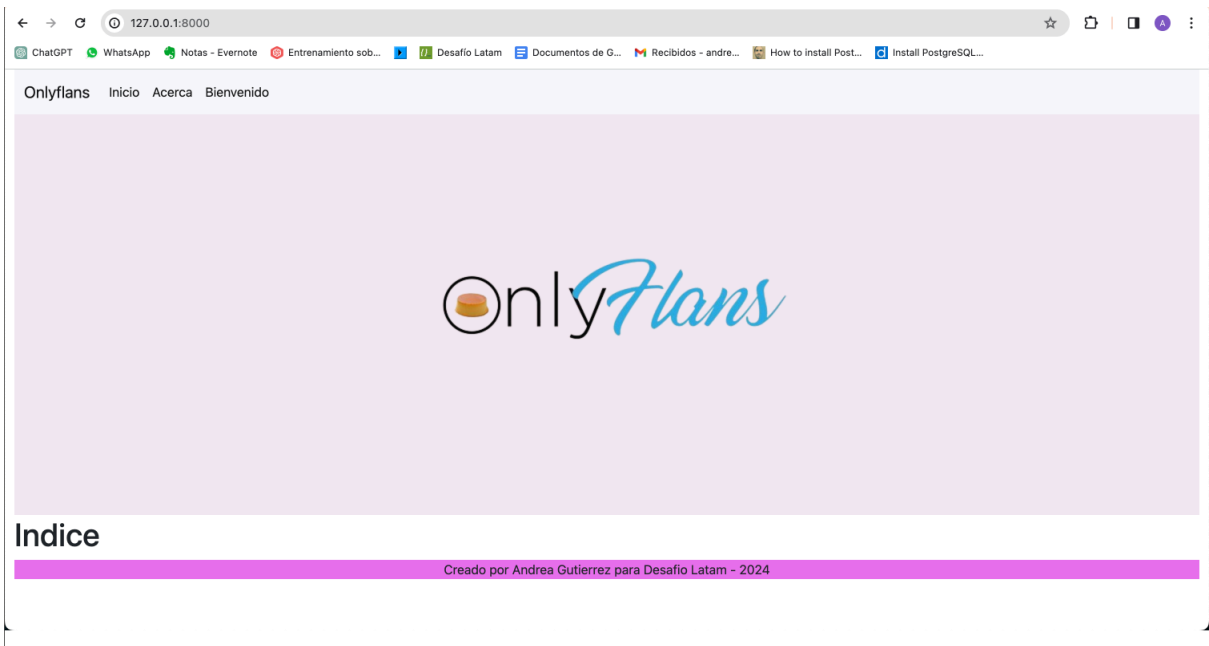 127.0.0.1:8000
A
ChatGPT WhatsApp Notas - Evernote Entrenamiento sob... Desafío Latam Documentos de G... Recibidos - andre... How to install Post... Install PostgreSQL...
Onlyflans Inicio Acerca Bienvenido
OnlyFlans
Indice
Creado por Andrea Gutierrez para Desafio Latam - 2024